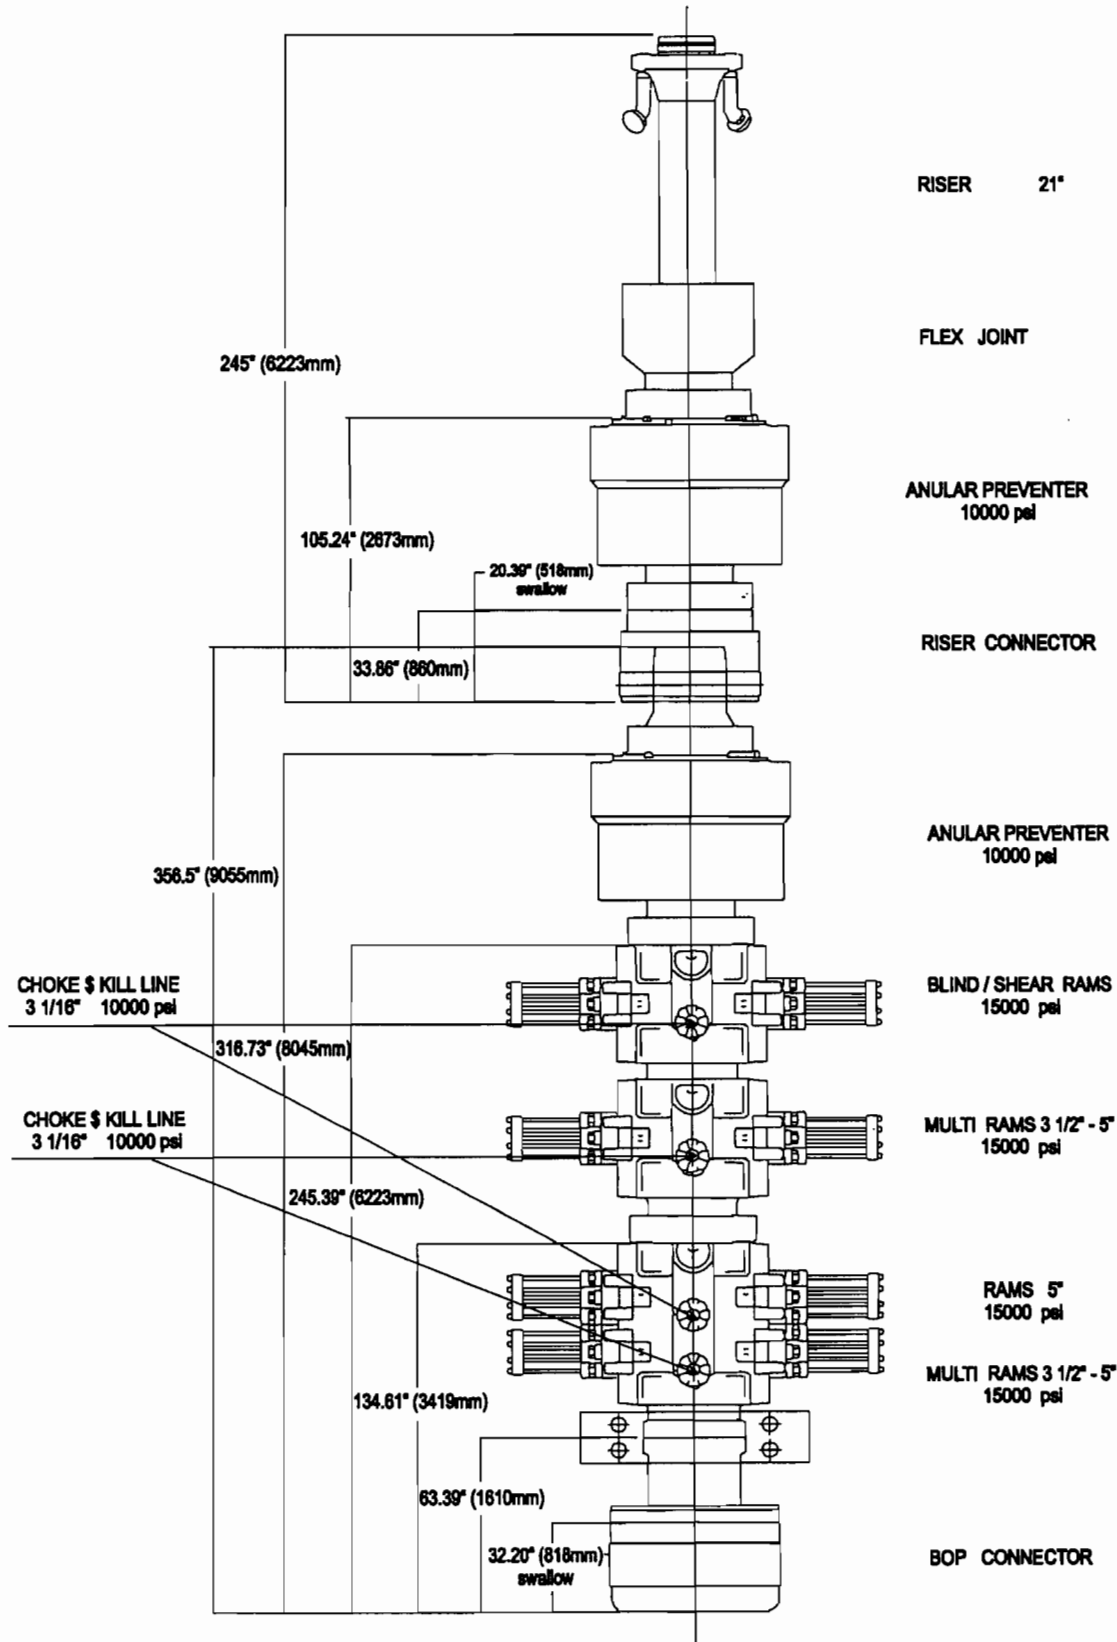 RISER 21"
FLEX JOINT
245" (6223mm)
ANULAR PREVENTER
10000 psi
105.24" (2673mm)
20.39" (518mm)
swallow
RISER CONNECTOR
33.86" (860mm)
ANULAR PREVENTER
10000 psi
356.5" (9055mm)
CHOKE $ KILL LINE
3 1/16" 10000 psi
BLIND / SHEAR RAMS
15000 psi
316.73" (8045mm)
CHOKE $ KILL LINE
3 1/16" 10000 psi
MULTI RAMS 3 1/2" - 5"
15000 psi
245.39" (6223mm)
RAMS 5"
15000 psi
MULTI RAMS 3 1/2" - 5"
15000 psi
134.61" (3419mm)
63.39" (1610mm)
32.20" (818mm)
swallow
BOP CONNECTOR